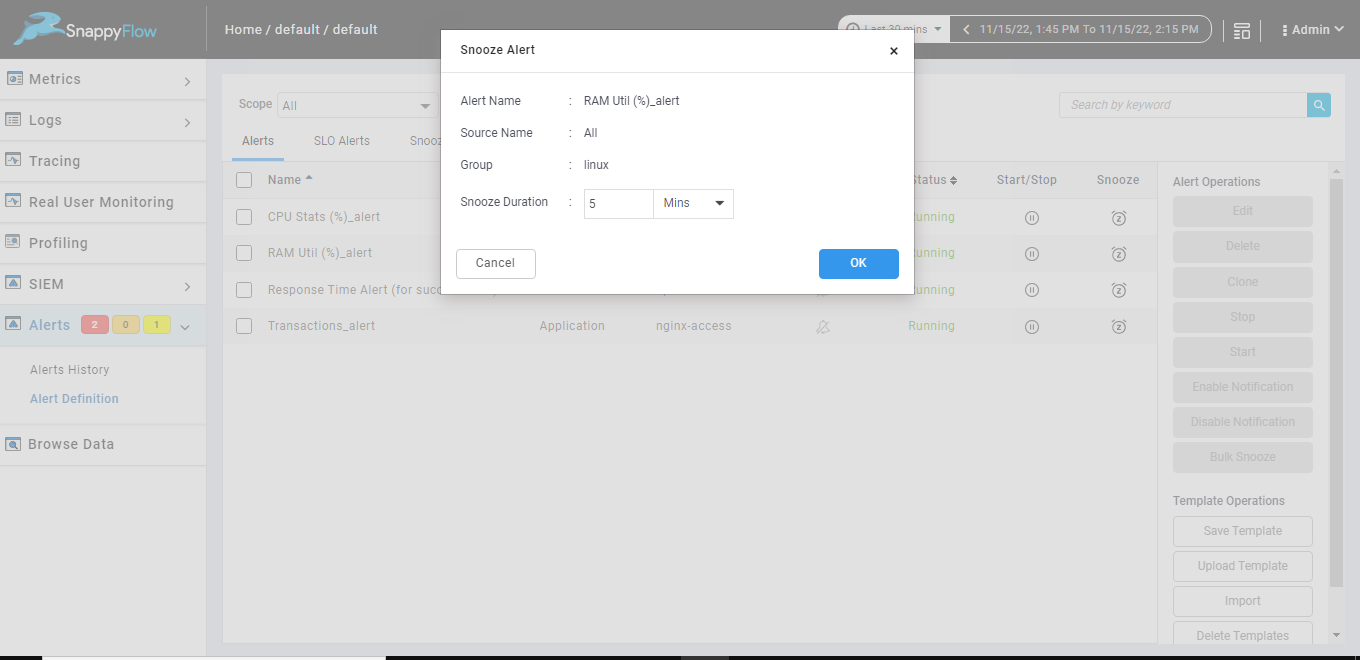 SnappyFlow
Home / default / default
Last 30 mins
11/15/22, 1:45 PM To 11/15/22, 2:15 PM
Admin
Metrics
Logs
Tracing
Real User Monitoring
Profiling
SIEM
Alerts 2 0 1
Alerts History
Alert Definition
Browse Data
Snooze Alert ×
Alert Name : RAM Util (%)_alert
Source Name : All
Group : linux
Snooze Duration : 5 Mins
Cancel OK
Scope All
Search by keyword
Alerts SLO Alerts Snooz
Name Status Start/Stop Snooze
CPU Stats (%)_alert unning
RAM Util (%)_alert unning
Response Time Alert (for succ unning
Transactions_alert Application nginx-access Running
Alert Operations
Edit
Delete
Clone
Stop
Start
Enable Notification
Disable Notification
Bulk Snooze
Template Operations
Save Template
Upload Template
Import
Delete Templates